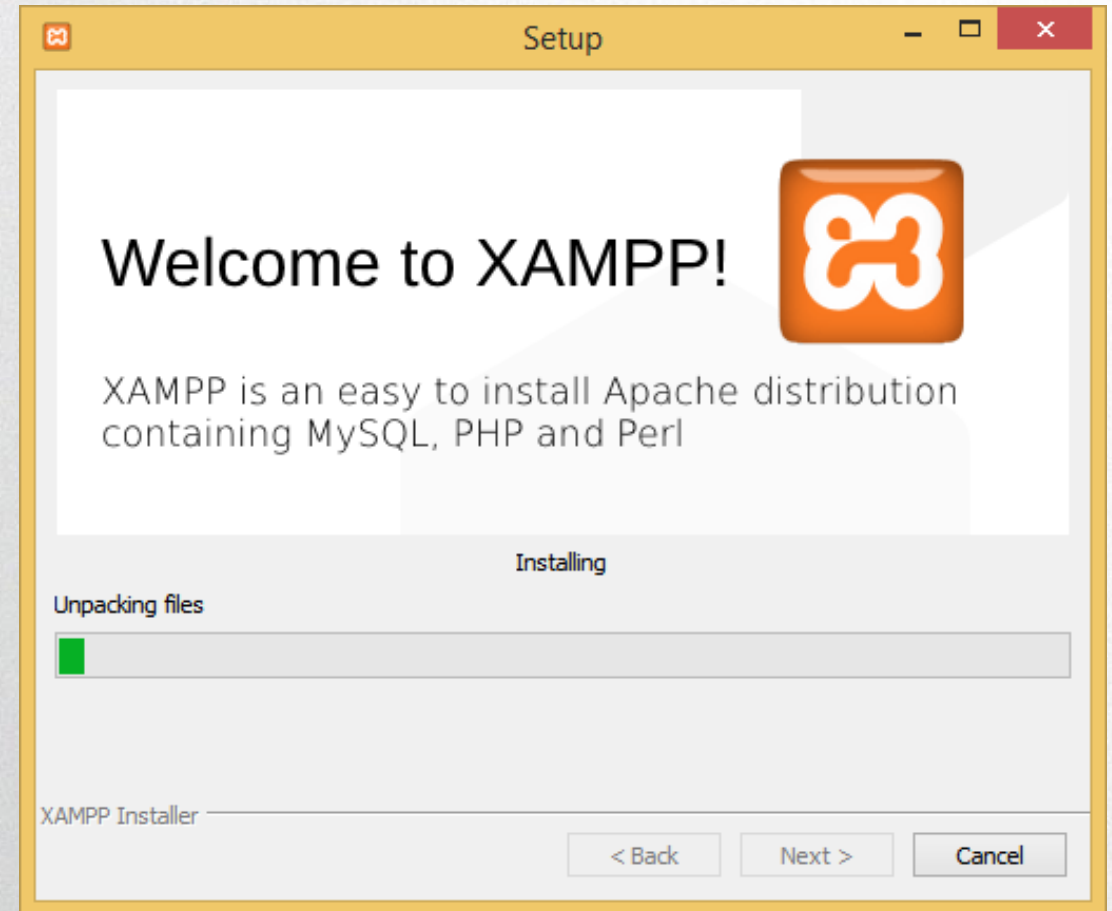 Setup
Welcome to XAMPP!
XAMPP is an easy to install Apache distribution
containing MySQL, PHP and Perl
Installing
Unpacking files
XAMPP Installer
< Back
Next >
Cancel